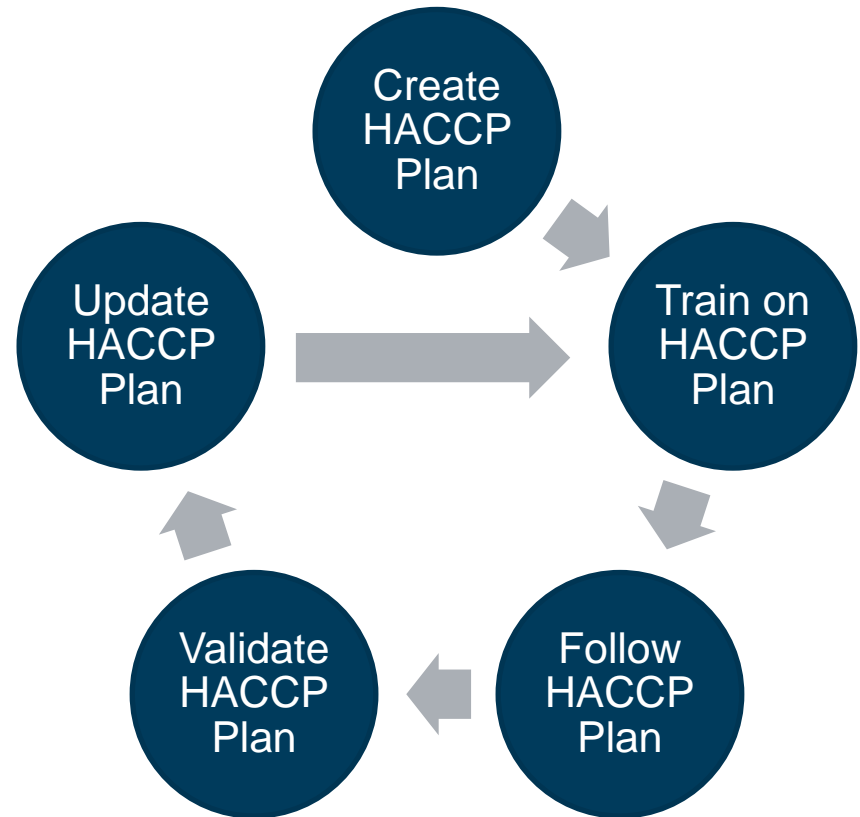 Create
HACCP
Plan
Train on
HACCP
Plan
Follow
HACCP
Plan
Validate
HACCP
Plan
Update
HACCP
Plan